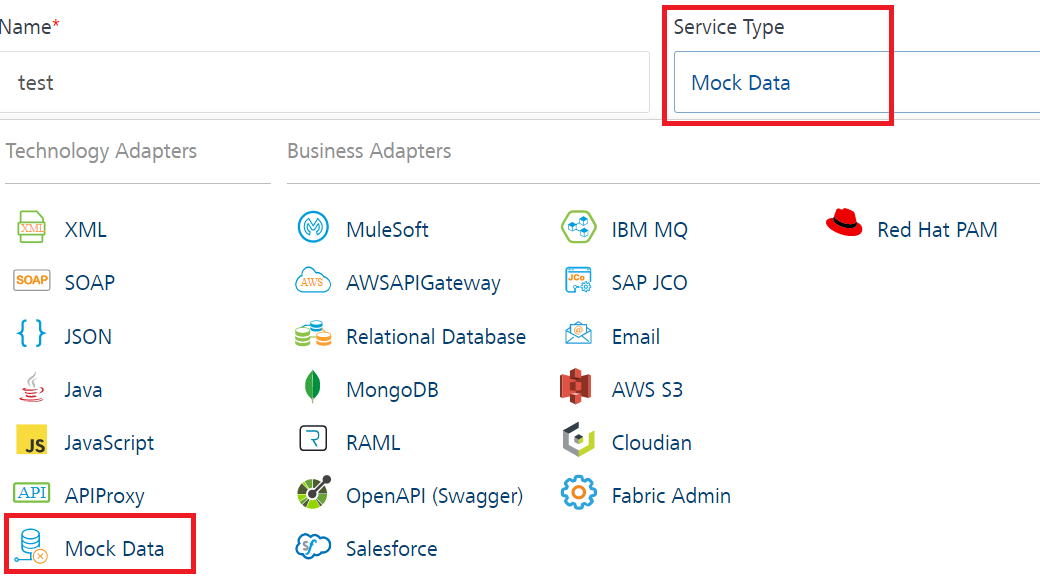 Name*
Service Type
test
Mock Data
Technology Adapters
Business Adapters
XML
XML
SOAP
SOAP
{ }
JSON
Java
JS
JavaScript
API
APIProxy
Mock Data
MuleSoft
AWS
AWSAPIGateway
Relational Database
MongoDB
R
RAML
OpenAPI (Swagger)
sf
Salesforce
IBM MQ
JCo
SAP JCO
@
Email
AWS S3
Cloudian
Fabric Admin
Red Hat PAM